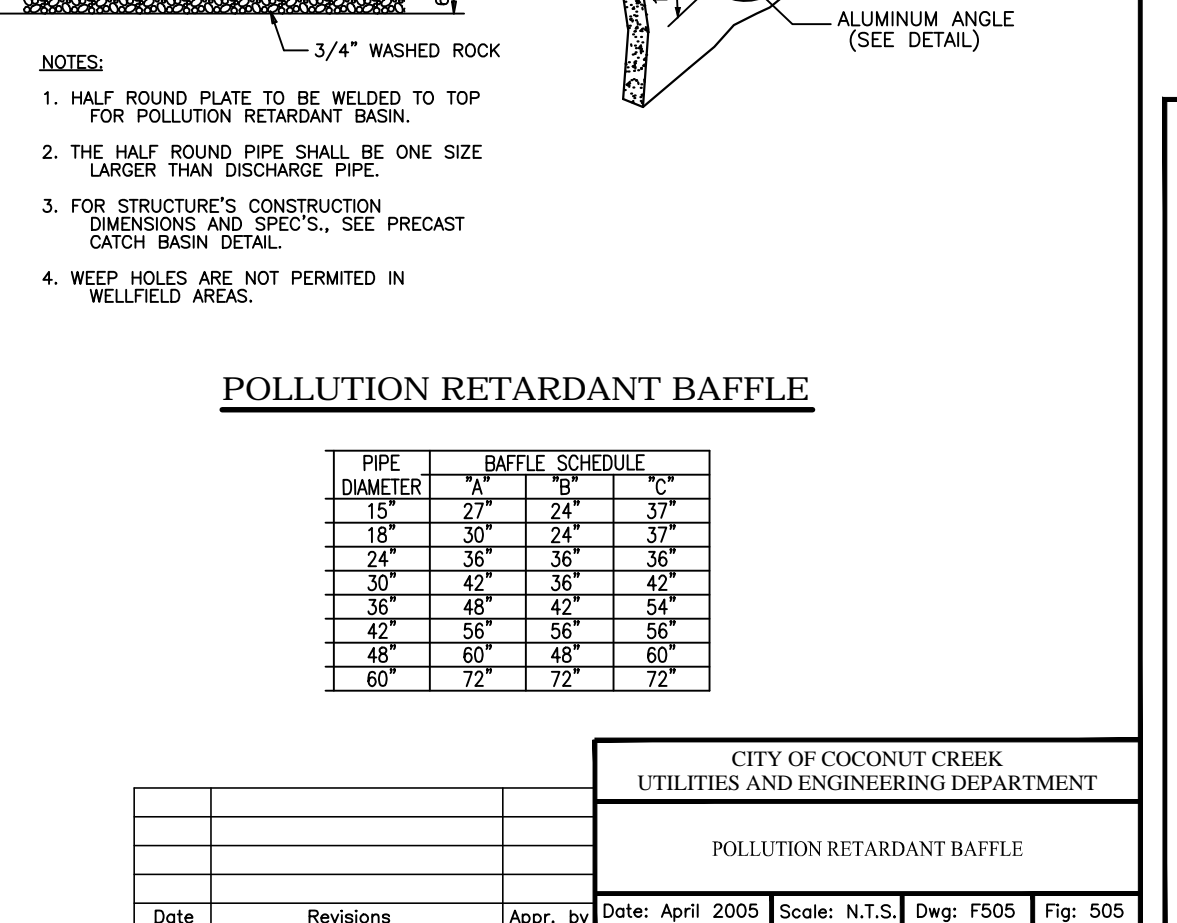 3/4" WASHED ROCK
ALUMINUM ANGLE
(SEE DETAIL)
NOTES:
1. HALF ROUND PLATE TO BE WELDED TO TOP
FOR POLLUTION RETARDANT BASIN.
2. THE HALF ROUND PIPE SHALL BE ONE SIZE
LARGER THAN DISCHARGE PIPE.
3. FOR STRUCTURE'S CONSTRUCTION
DIMENSIONS AND SPEC'S., SEE PRECAST
CATCH BASIN DETAIL.
4. WEEP HOLES ARE NOT PERMITED IN
WELLFIELD AREAS.
POLLUTION RETARDANT BAFFLE
PIPE BAFFLE SCHEDULE
DIAMETER "A" "B" "C"
15" 27" 24" 37"
18" 30" 24" 37"
24" 36" 36" 36"
30" 42" 36" 42"
36" 48" 42" 54"
42" 56" 56" 56"
48" 60" 48" 60"
60" 72" 72" 72"
CITY OF COCONUT CREEK
UTILITIES AND ENGINEERING DEPARTMENT
POLLUTION RETARDANT BAFFLE
Date Revisions Appr. by
Date: April 2005 Scale: N.T.S. Dwg: F505 Fig: 505